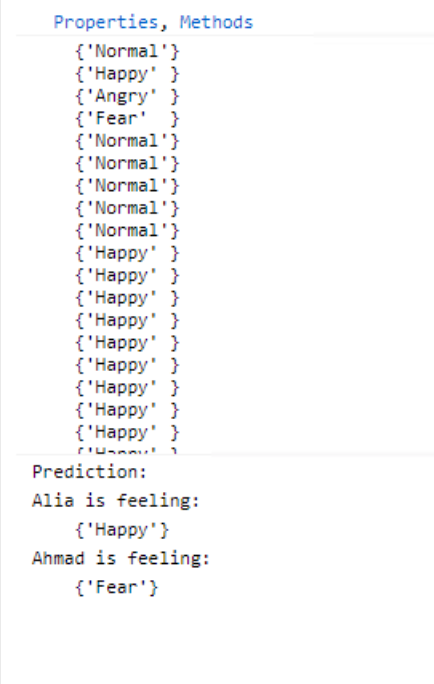 Properties, Methods
{'Normal'}
{'Happy' }
{'Angry' }
{'Fear'  }
{'Normal'}
{'Normal'}
{'Normal'}
{'Normal'}
{'Normal'}
{'Happy' }
{'Happy' }
{'Happy' }
{'Happy' }
{'Happy' }
{'Happy' }
{'Happy' }
{'Happy' }
{'Happy' }
{'Happy' }
Prediction:
Alia is feeling:
{'Happy'}
Ahmad is feeling:
{'Fear'}